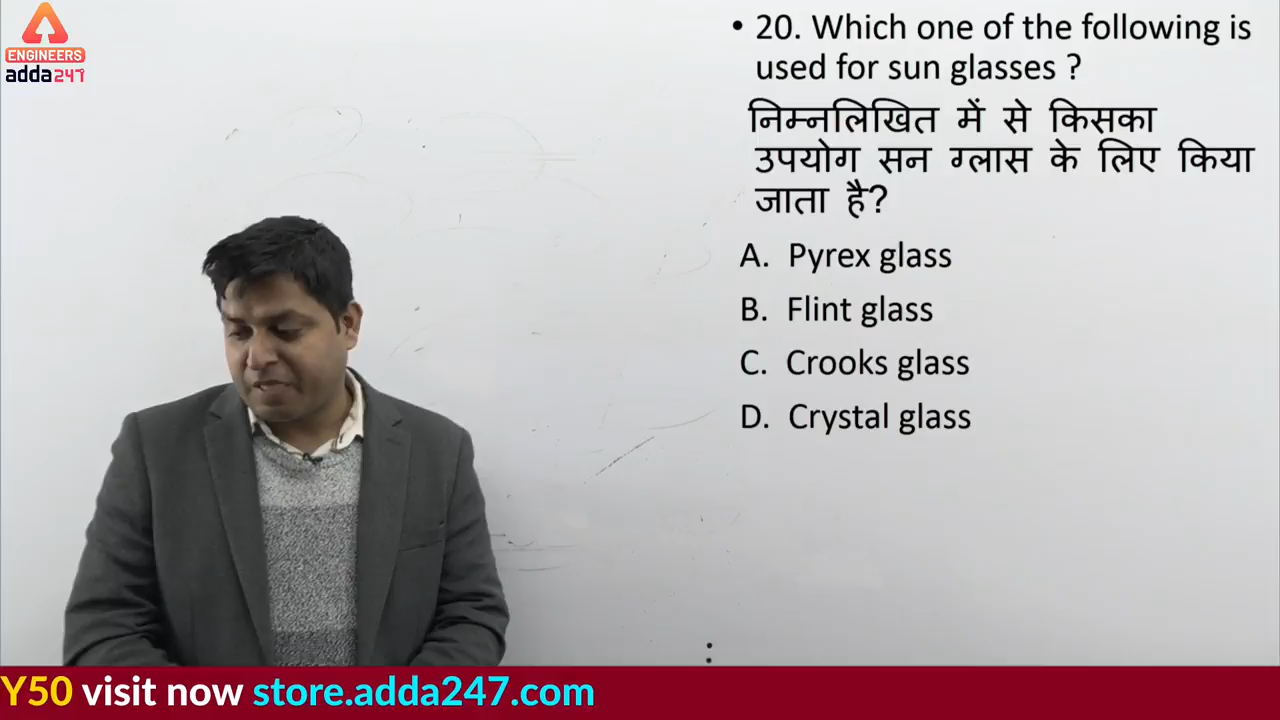 ENGINEERS
adda247
• 20. Which one of the following is
used for sun glasses ?
निम्नलिखित में से किसका
उपयोग सन ग्लास के लिए किया
जाता है?
A. Pyrex glass
B. Flint glass
C. Crooks glass
D. Crystal glass
Y50 visit now store.adda247.com